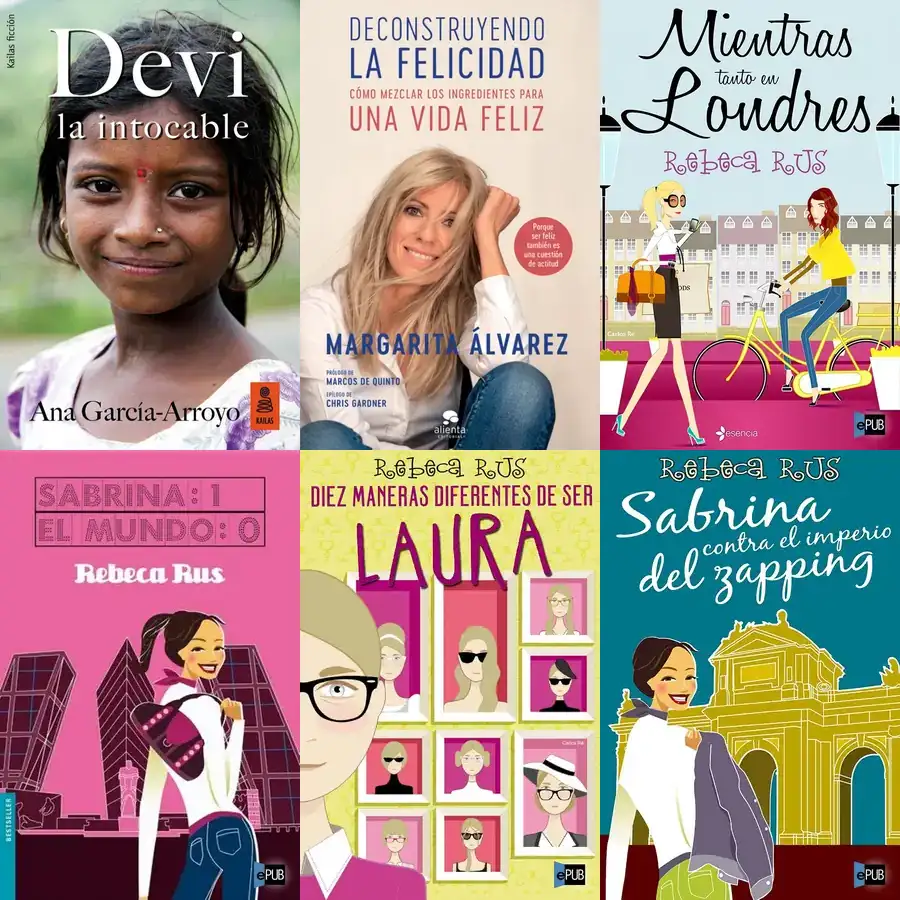 Kailas ficción
Devi
la intocable
Ana García-Arroyo
KAILAS
DECONSTRUYENDO
LA FELICIDAD
CÓMO MEZCLAR LOS INGREDIENTES PARA
UNA VIDA FELIZ
Porque
ser feliz
también es
una cuestión
de actitud
MARGARITA ÁLVAREZ
PRÓLOGO DE
MARCOS DE QUINTO
EPÍLOGO DE
CHRIS GARDNER
alienta
EDITORIAL
Mientras
tanto en
Londres
Rebeca Rus
ODS
Carlos Ré
esencia
ePUB
SABRINA: 1
EL MUNDO: 0
Rebeca Rus
BESTSELLER
ePUB
Rebeca Rus
DIEZ MANERAS DIFERENTES DE SER
LAURA
ePUB
Rebeca Rus
Sabrina
contra el imperio
del zapping
ePUB